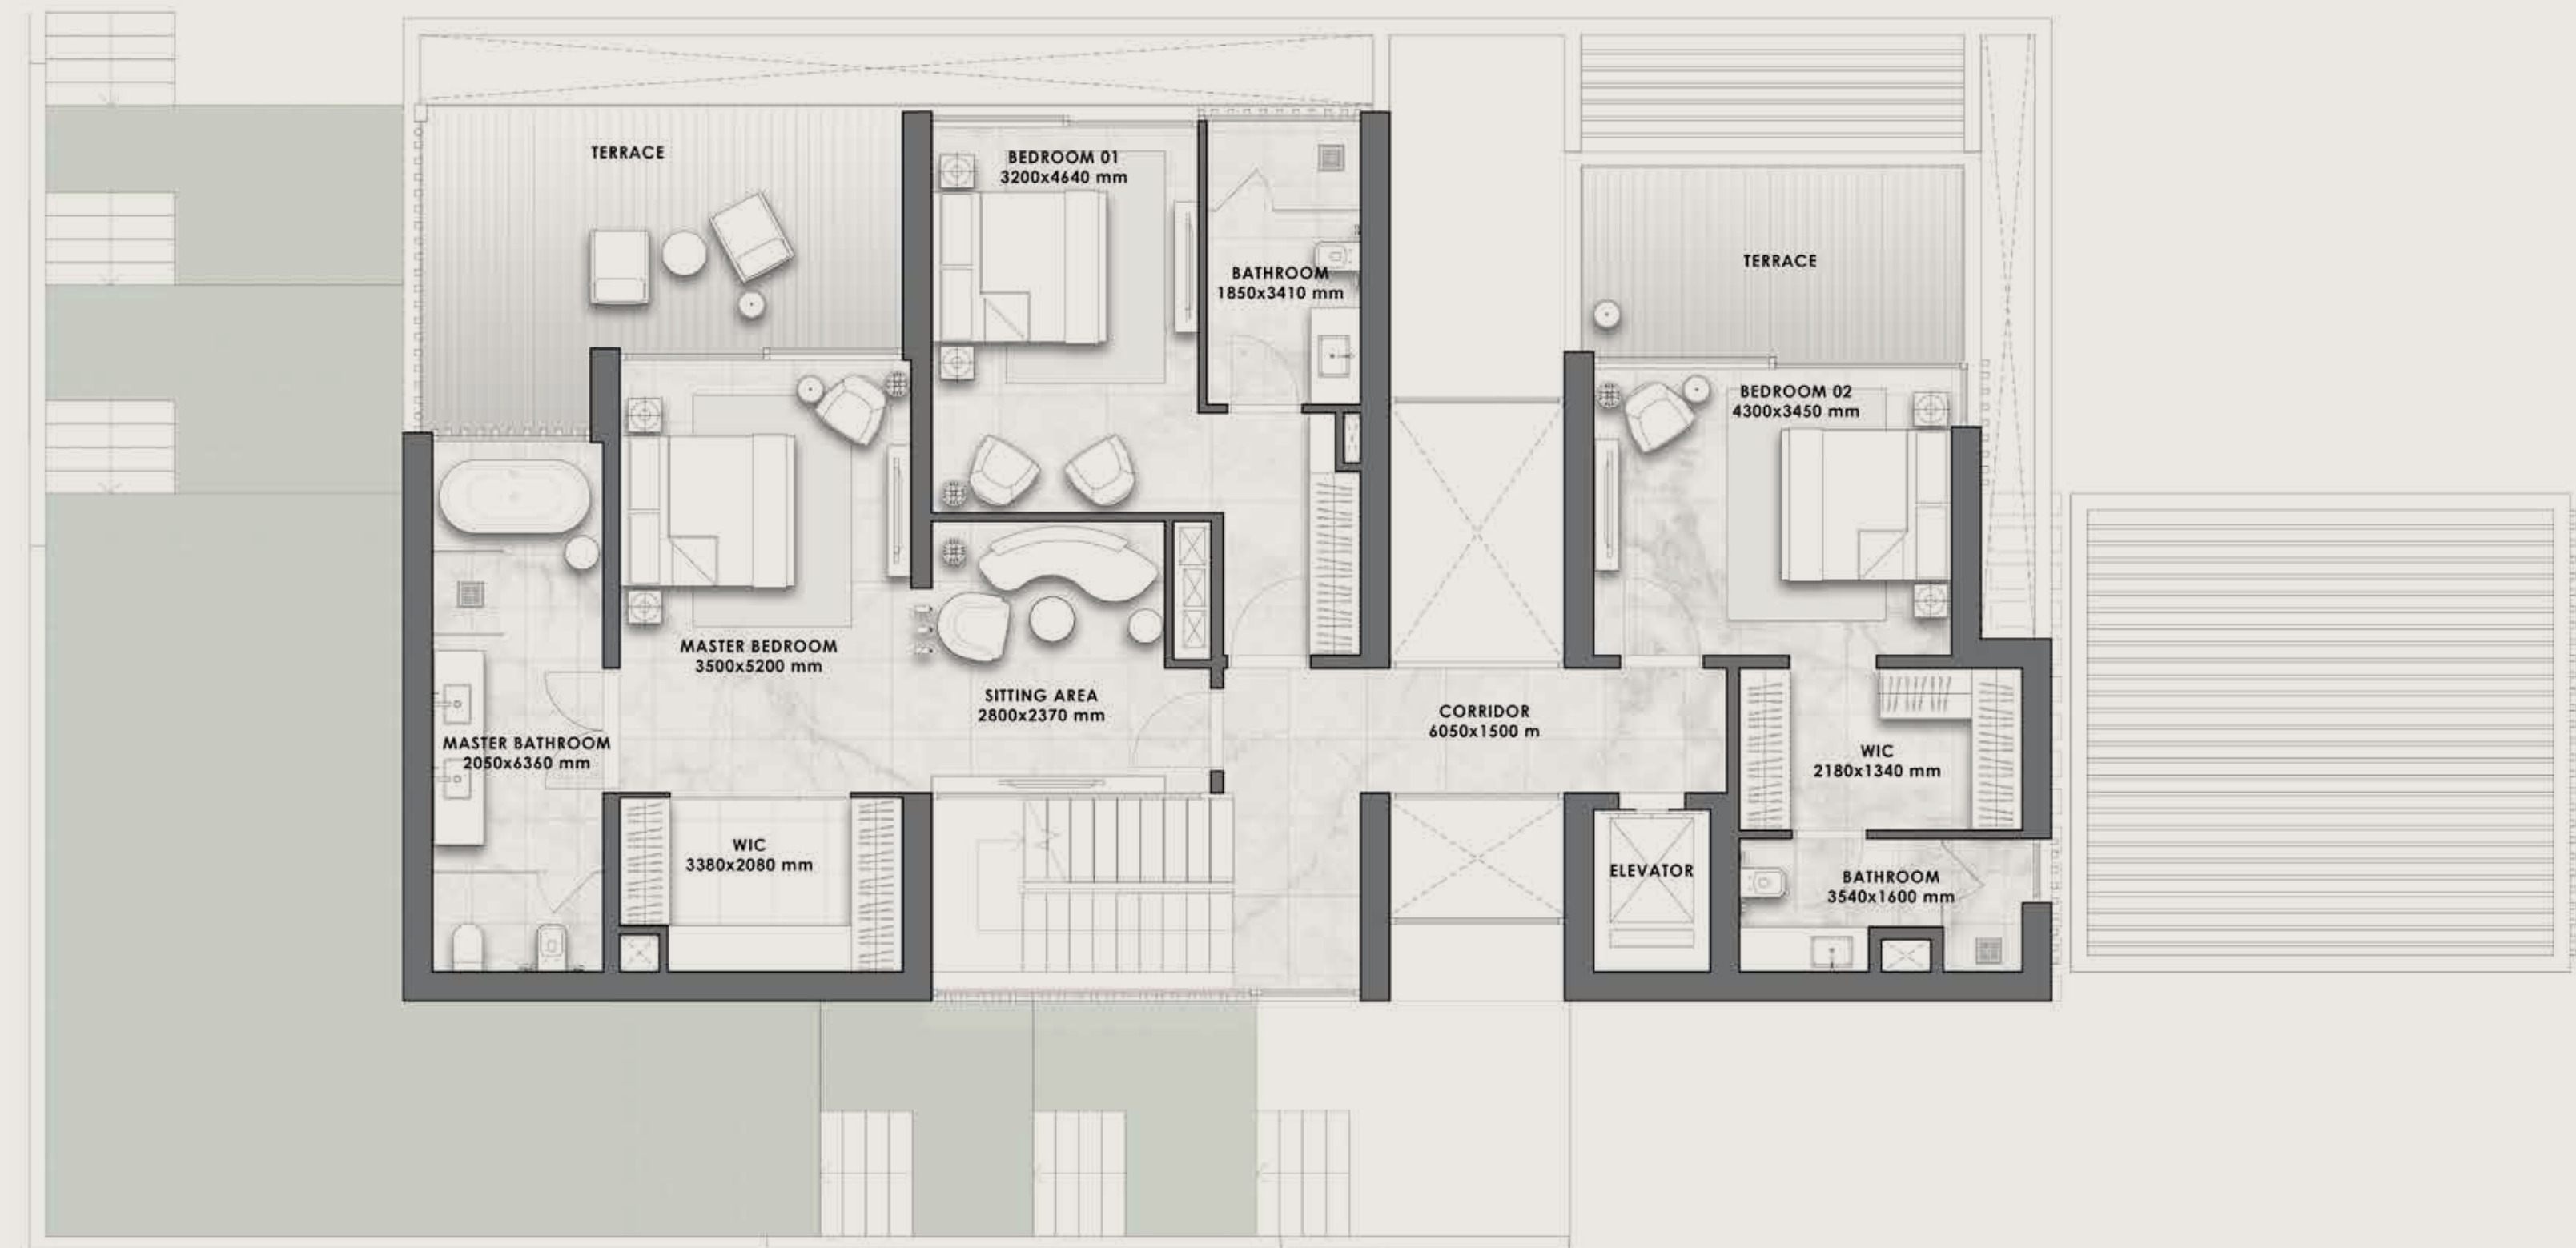 TERRACE
BEDROOM 01
3200x4640 mm
BATHROOM
1850x3410 mm
TERRACE
BEDROOM 02
4300x3450 mm
MASTER BEDROOM
3500x5200 mm
SITTING AREA
2800x2370 mm
CORRIDOR
6050x1500 m
MASTER BATHROOM
2050x6360 mm
WIC
2180x1340 mm
WIC
3380x2080 mm
ELEVATOR
BATHROOM
3540x1600 mm